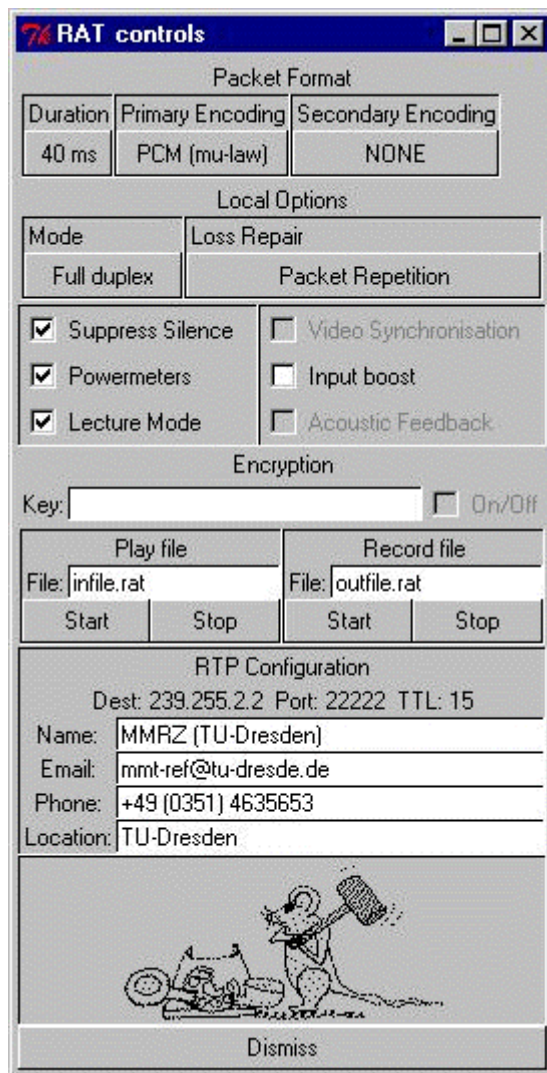 RAT controls
Packet Format
Duration Primary Encoding Secondary Encoding
40 ms PCM (mu-law) NONE
Local Options
Mode Loss Repair
Full duplex Packet Repetition
Suppress Silence Video Synchronisation
Powermeters Input boost
Lecture Mode Acoustic Feedback
Encryption
Key: On/Off
Play file Record file
File: infile.rat File: outfile.rat
Start Stop Start Stop
RTP Configuration
Dest: 239.255.2.2 Port: 22222 TTL: 15
Name: MMRZ (TU-Dresden)
Email: mmt-ref@tu-dresde.de
Phone: +49 (0351) 4635653
Location: TU-Dresden
Dismiss